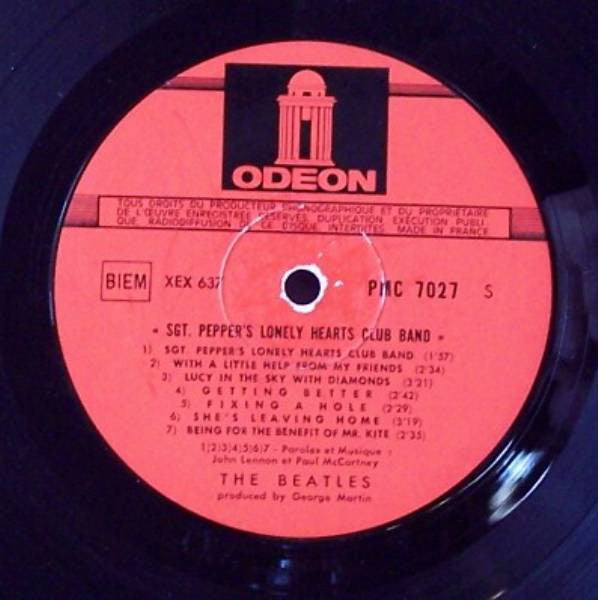 ODEON
TOUS DROITS DU PRODUCTEUR PHONOGRAPHIQUE ET DU PROPRIETAIRE
DE L'ŒUVRE ENREGISTREE RESERVES. DUPLICATION EXECUTION PUBLI
QUE RADIODIFFUSION DE CE DISQUE INTERDITES. MADE IN FRANCE
BIEM XEX 637 PMC 7027 S
« SGT. PEPPER'S LONELY HEARTS CLUB BAND »
1) SGT. PEPPER'S LONELY HEARTS CLUB BAND (1'57)
2) WITH A LITTLE HELP FROM MY FRIENDS (2'34)
3) LUCY IN THE SKY WITH DIAMONDS (3'21)
4) GETTING BETTER (2'42)
5) FIXING A HOLE (2'29)
6) SHE'S LEAVING HOME (3'19)
7) BEING FOR THE BENEFIT OF MR. KITE (2'35)
1)2)3)4)5)6)7 - Paroles et Musique :
John Lennon et Paul McCartney
THE BEATLES
produced by George Martin